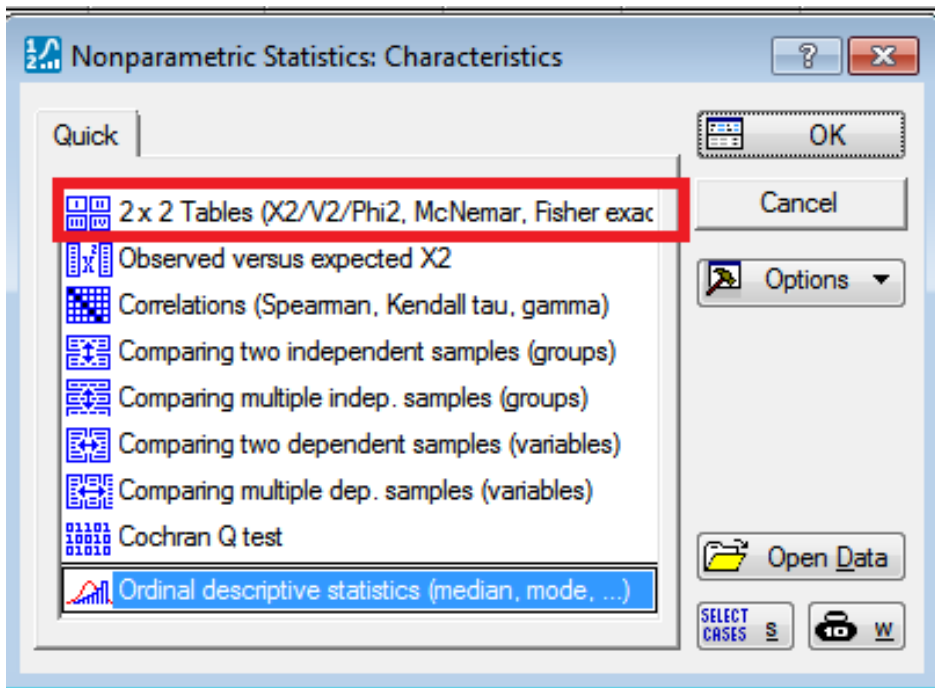 Nonparametric Statistics: Characteristics
Quick
OK
2 x 2 Tables (X2/V2/Phi2, McNemar, Fisher exac
Cancel
Observed versus expected X2
Options
Correlations (Spearman, Kendall tau, gamma)
Comparing two independent samples (groups)
Comparing multiple indep. samples (groups)
Comparing two dependent samples (variables)
Comparing multiple dep. samples (variables)
Cochran Q test
Open Data
Ordinal descriptive statistics (median, mode, ...)
SELECT
CASES S
W